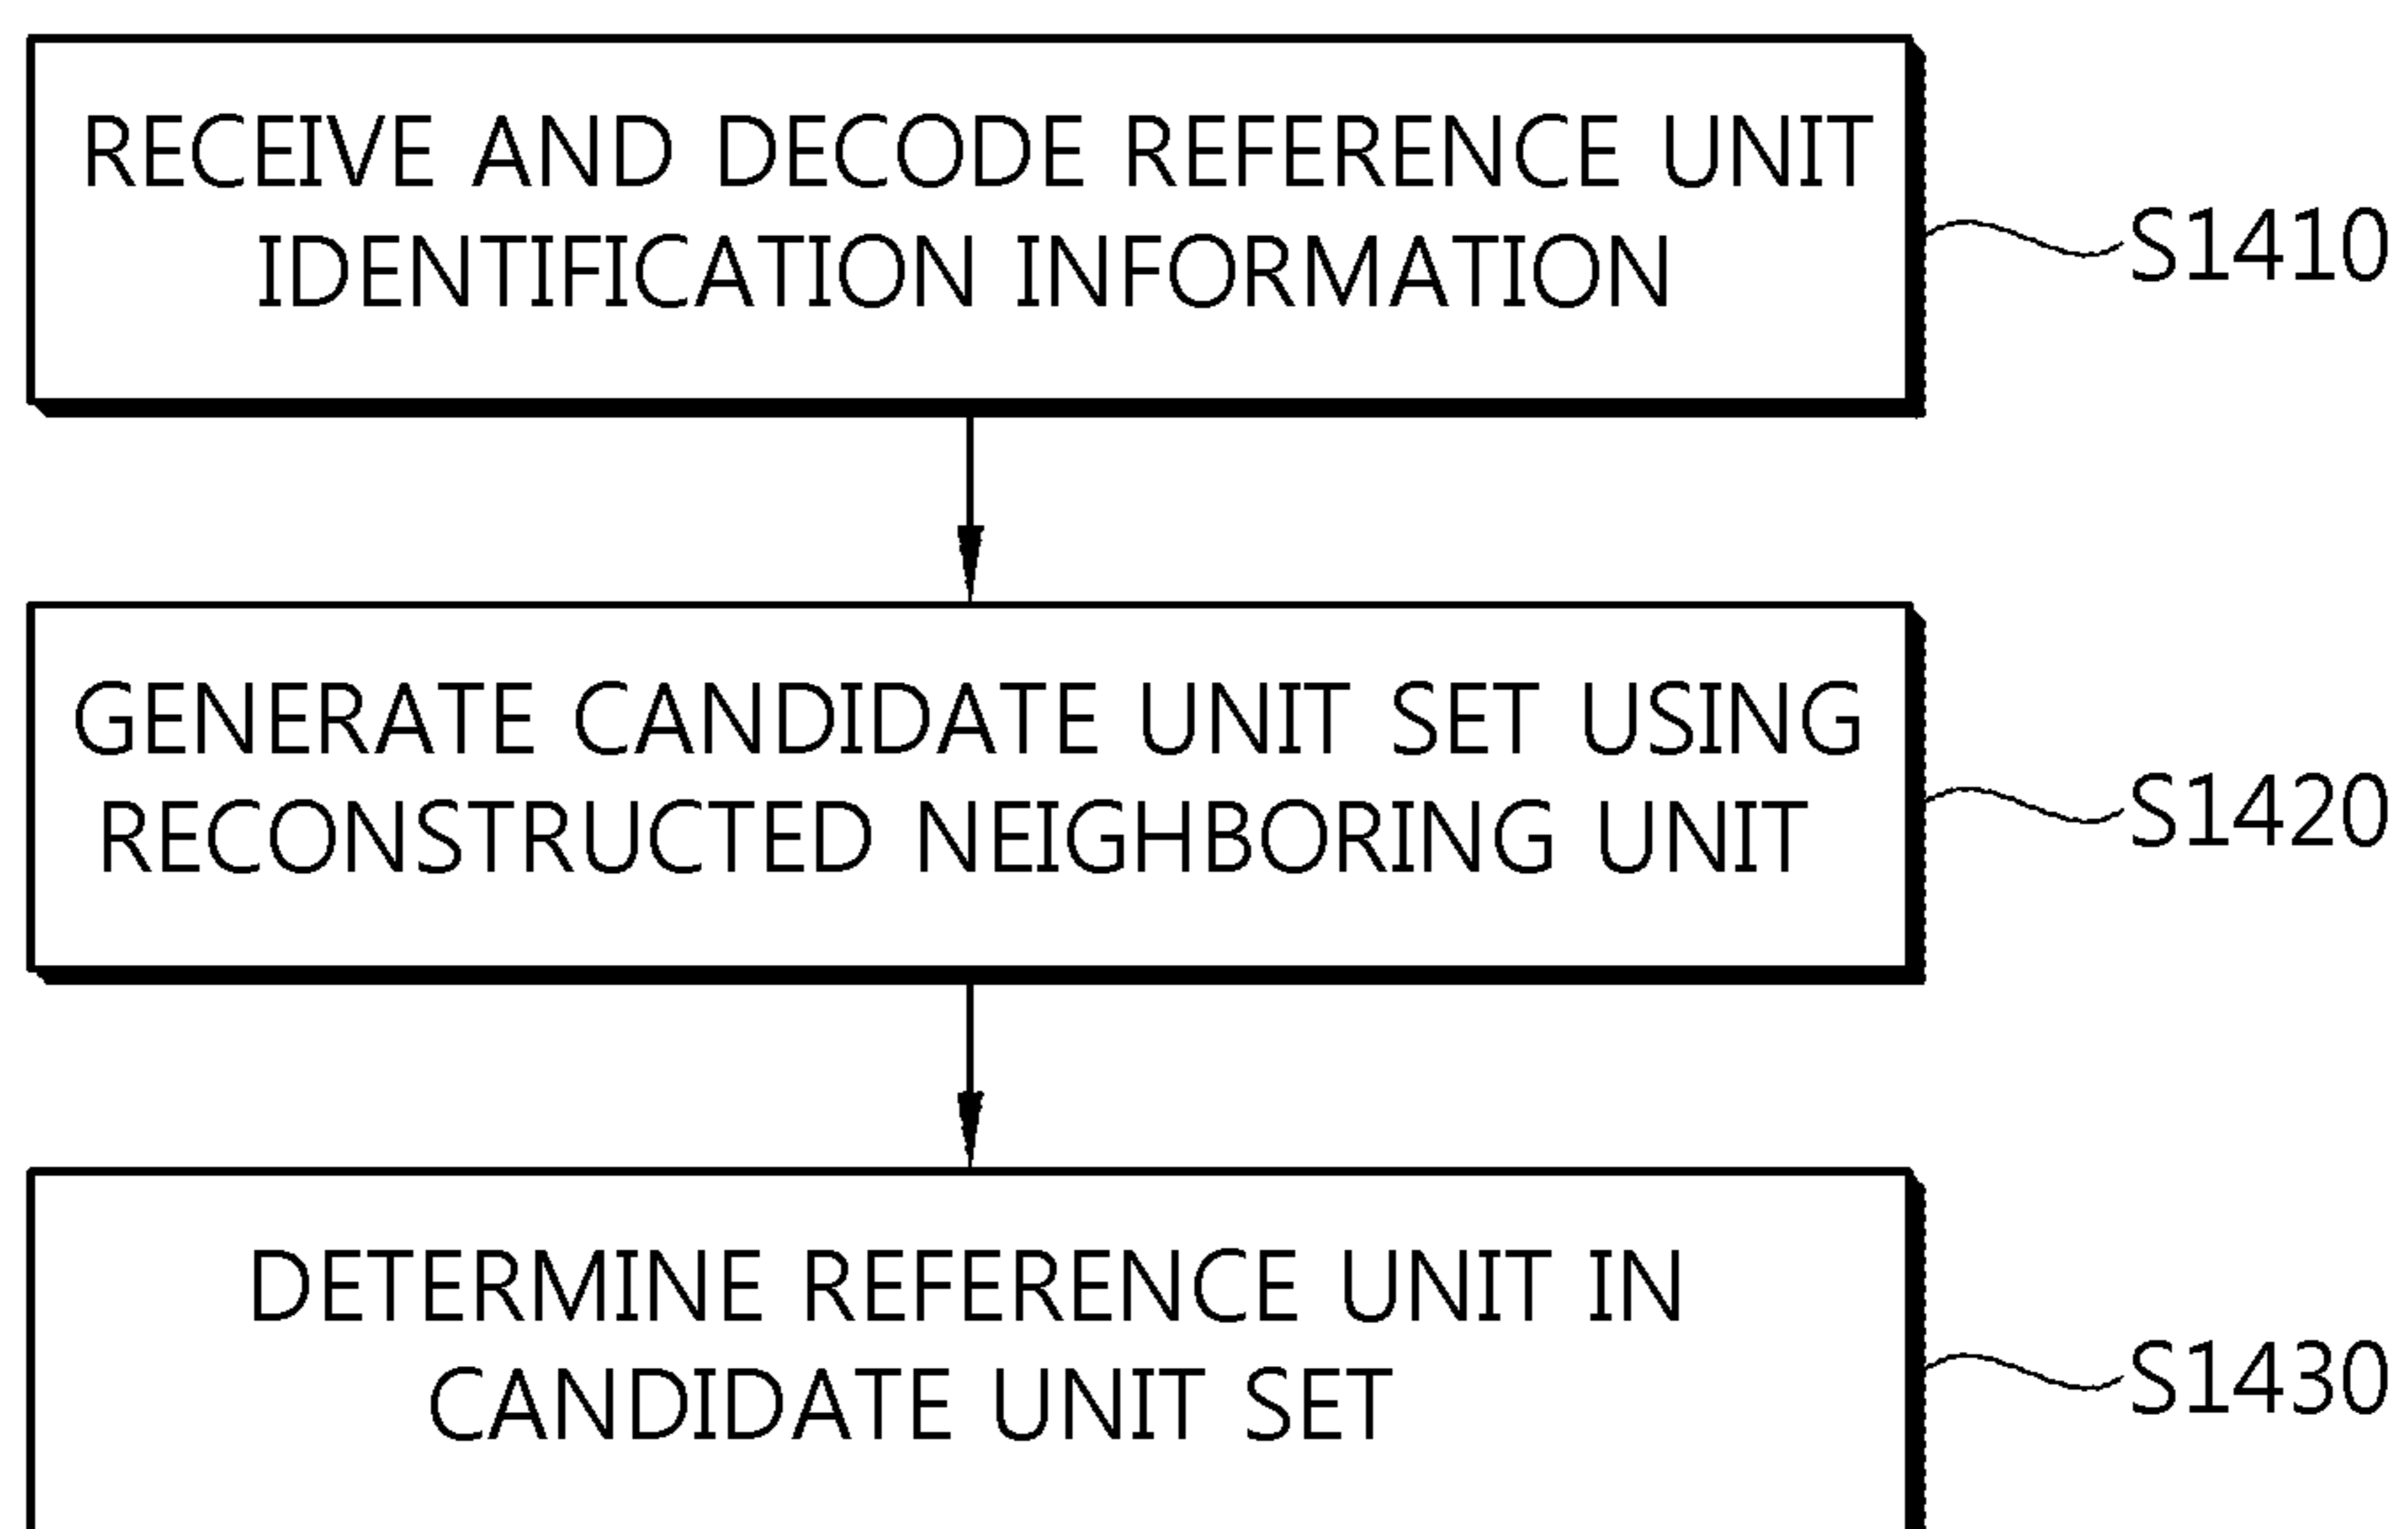 RECEIVE AND DECODE REFERENCE UNIT
IDENTIFICATION INFORMATION
S1410
GENERATE CANDIDATE UNIT SET USING
RECONSTRUCTED NEIGHBORING UNIT
S1420
DETERMINE REFERENCE UNIT IN
CANDIDATE UNIT SET
S1430